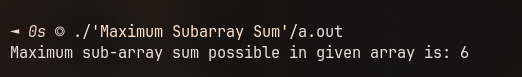 ◄ 0s ◎ ./'Maximum Subarray Sum'/a.out
Maximum sub-array sum possible in given array is: 6